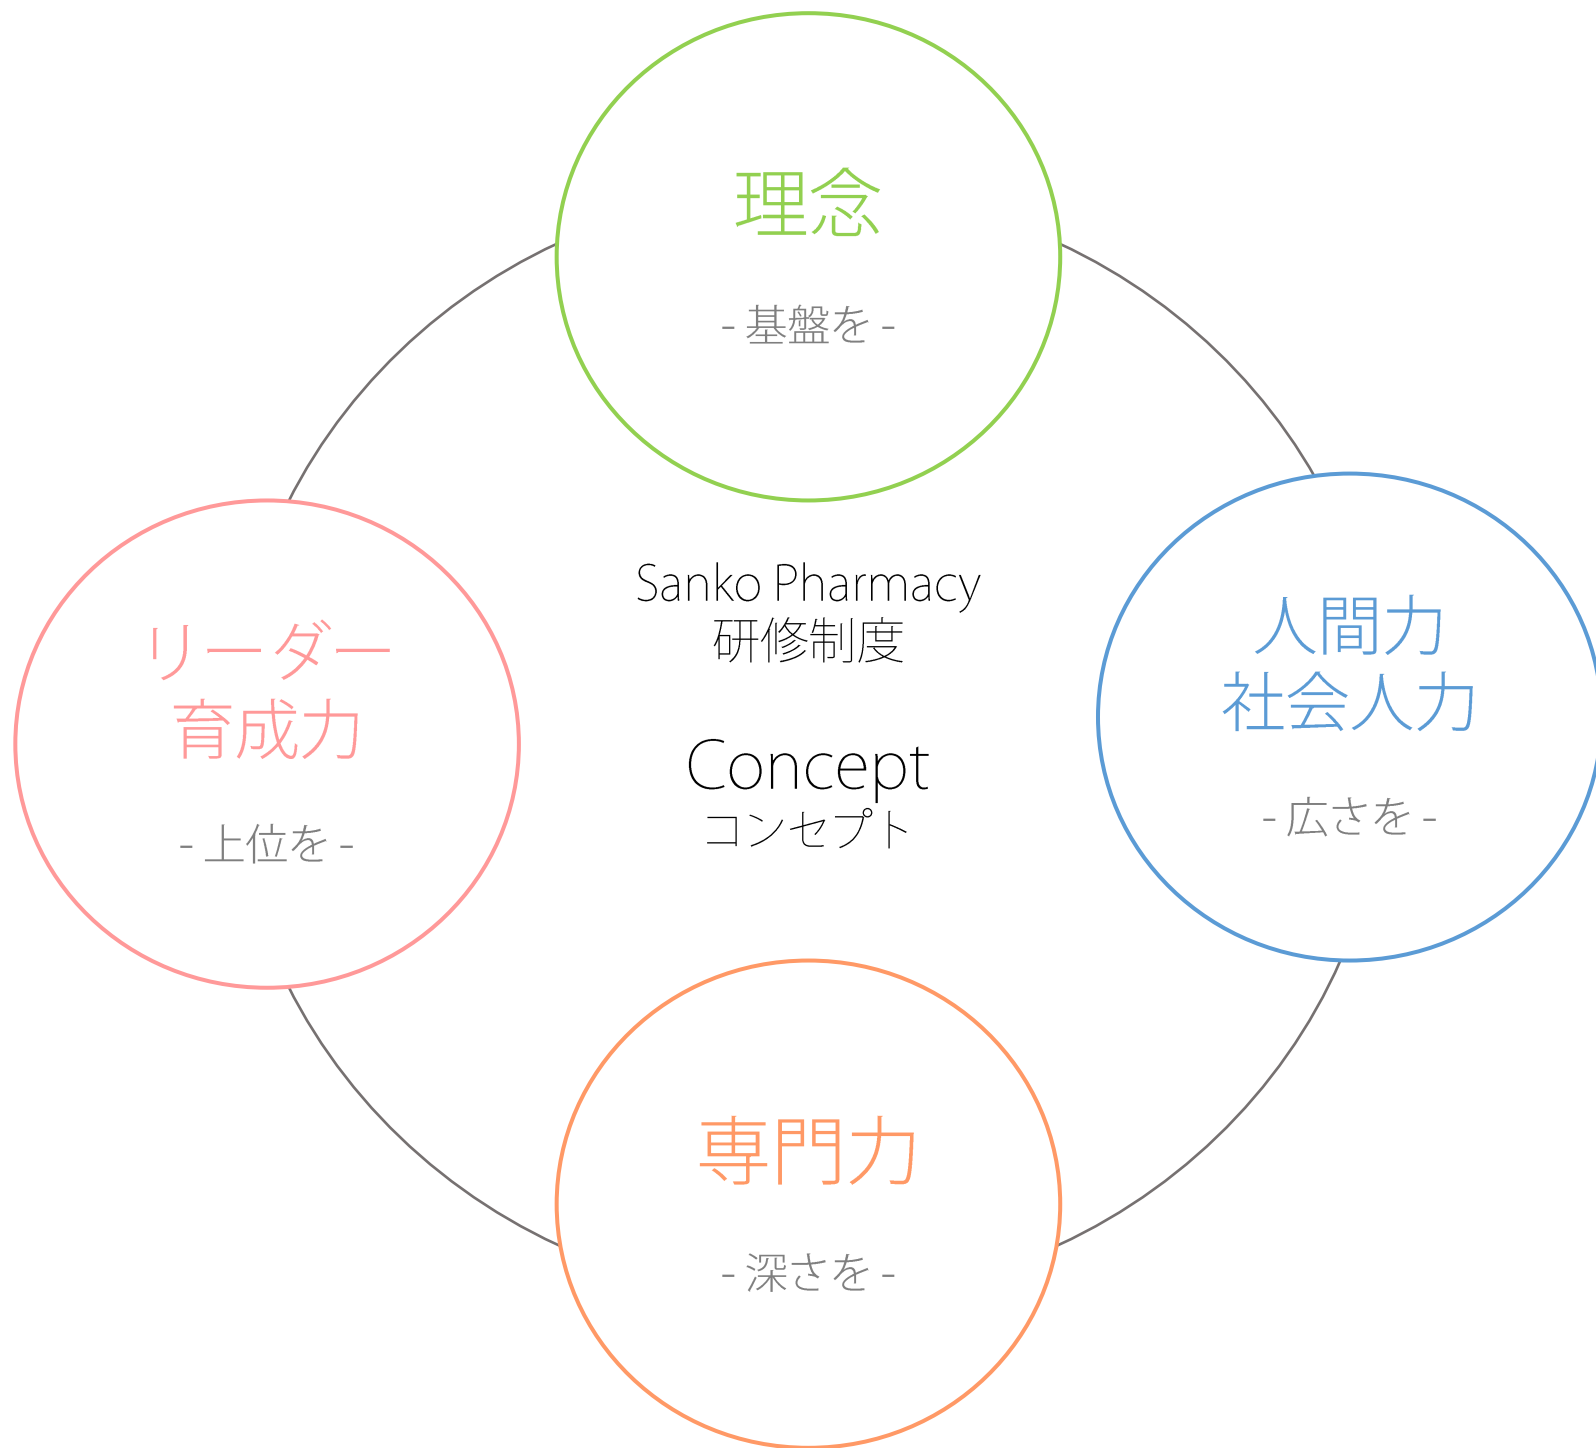 理念
- 基盤を -
Sanko Pharmacy
研修制度
Concept
コンセプト
リーダー
育成力
- 上位を -
人間力
社会人力
- 広さを -
専門力
- 深さを -